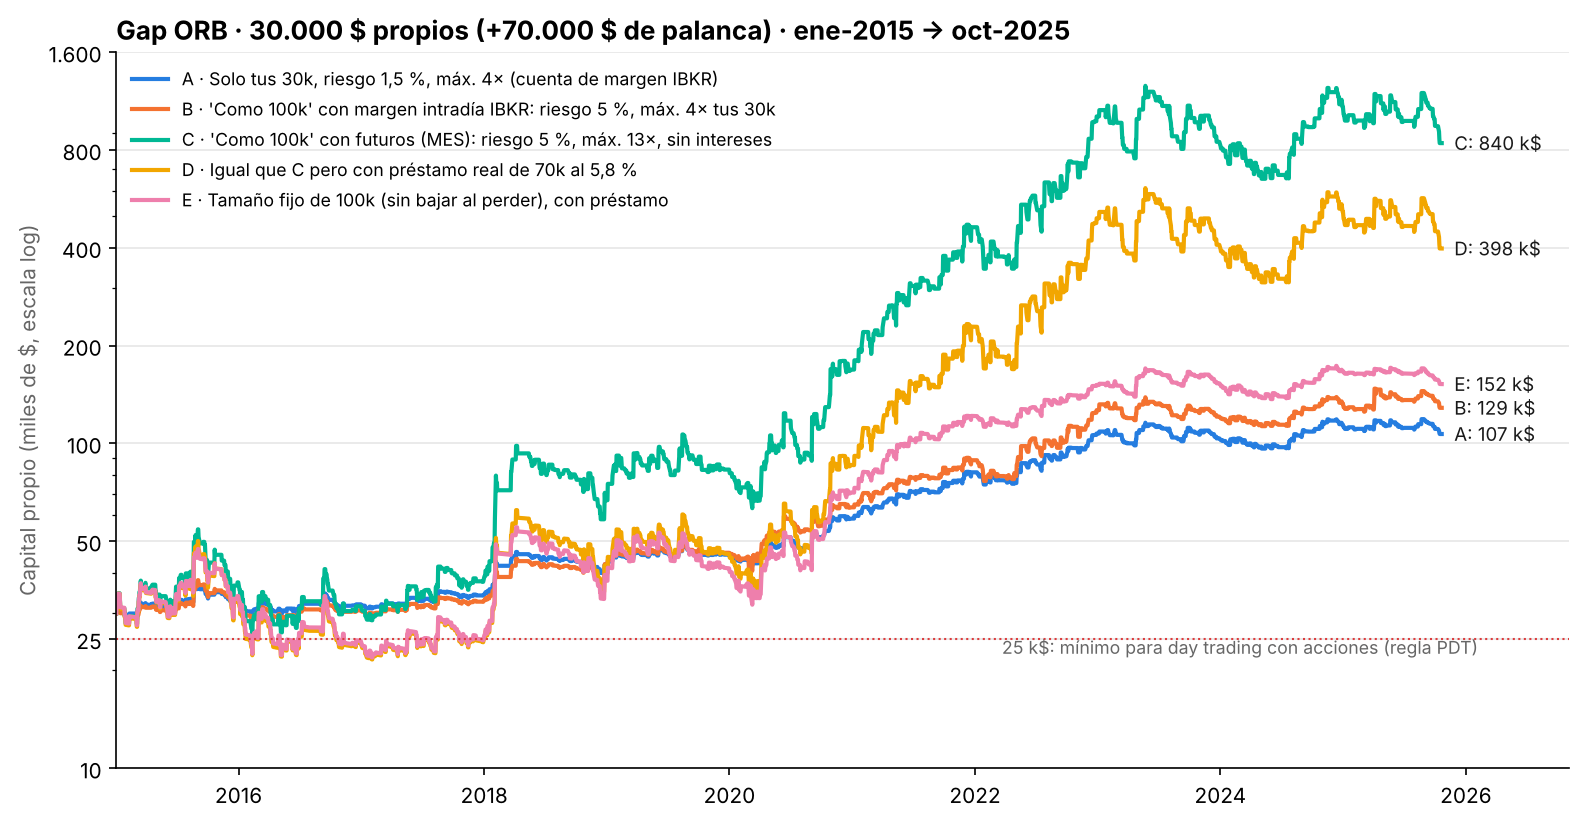 Gap ORB · 30.000 $ propios (+70.000 $ de palanca) · ene-2015 → oct-2025
Capital propio (miles de $, escala log)
1.600
800
400
200
100
50
25
10
A · Solo tus 30k, riesgo 1,5 %, máx. 4× (cuenta de margen IBKR)
B · 'Como 100k' con margen intradía IBKR: riesgo 5 %, máx. 4× tus 30k
C · 'Como 100k' con futuros (MES): riesgo 5 %, máx. 13×, sin intereses
D · Igual que C pero con préstamo real de 70k al 5,8 %
E · Tamaño fijo de 100k (sin bajar al perder), con préstamo
C: 840 k$
D: 398 k$
E: 152 k$
B: 129 k$
A: 107 k$
25 k$: mínimo para day trading con acciones (regla PDT)
2016
2018
2020
2022
2024
2026